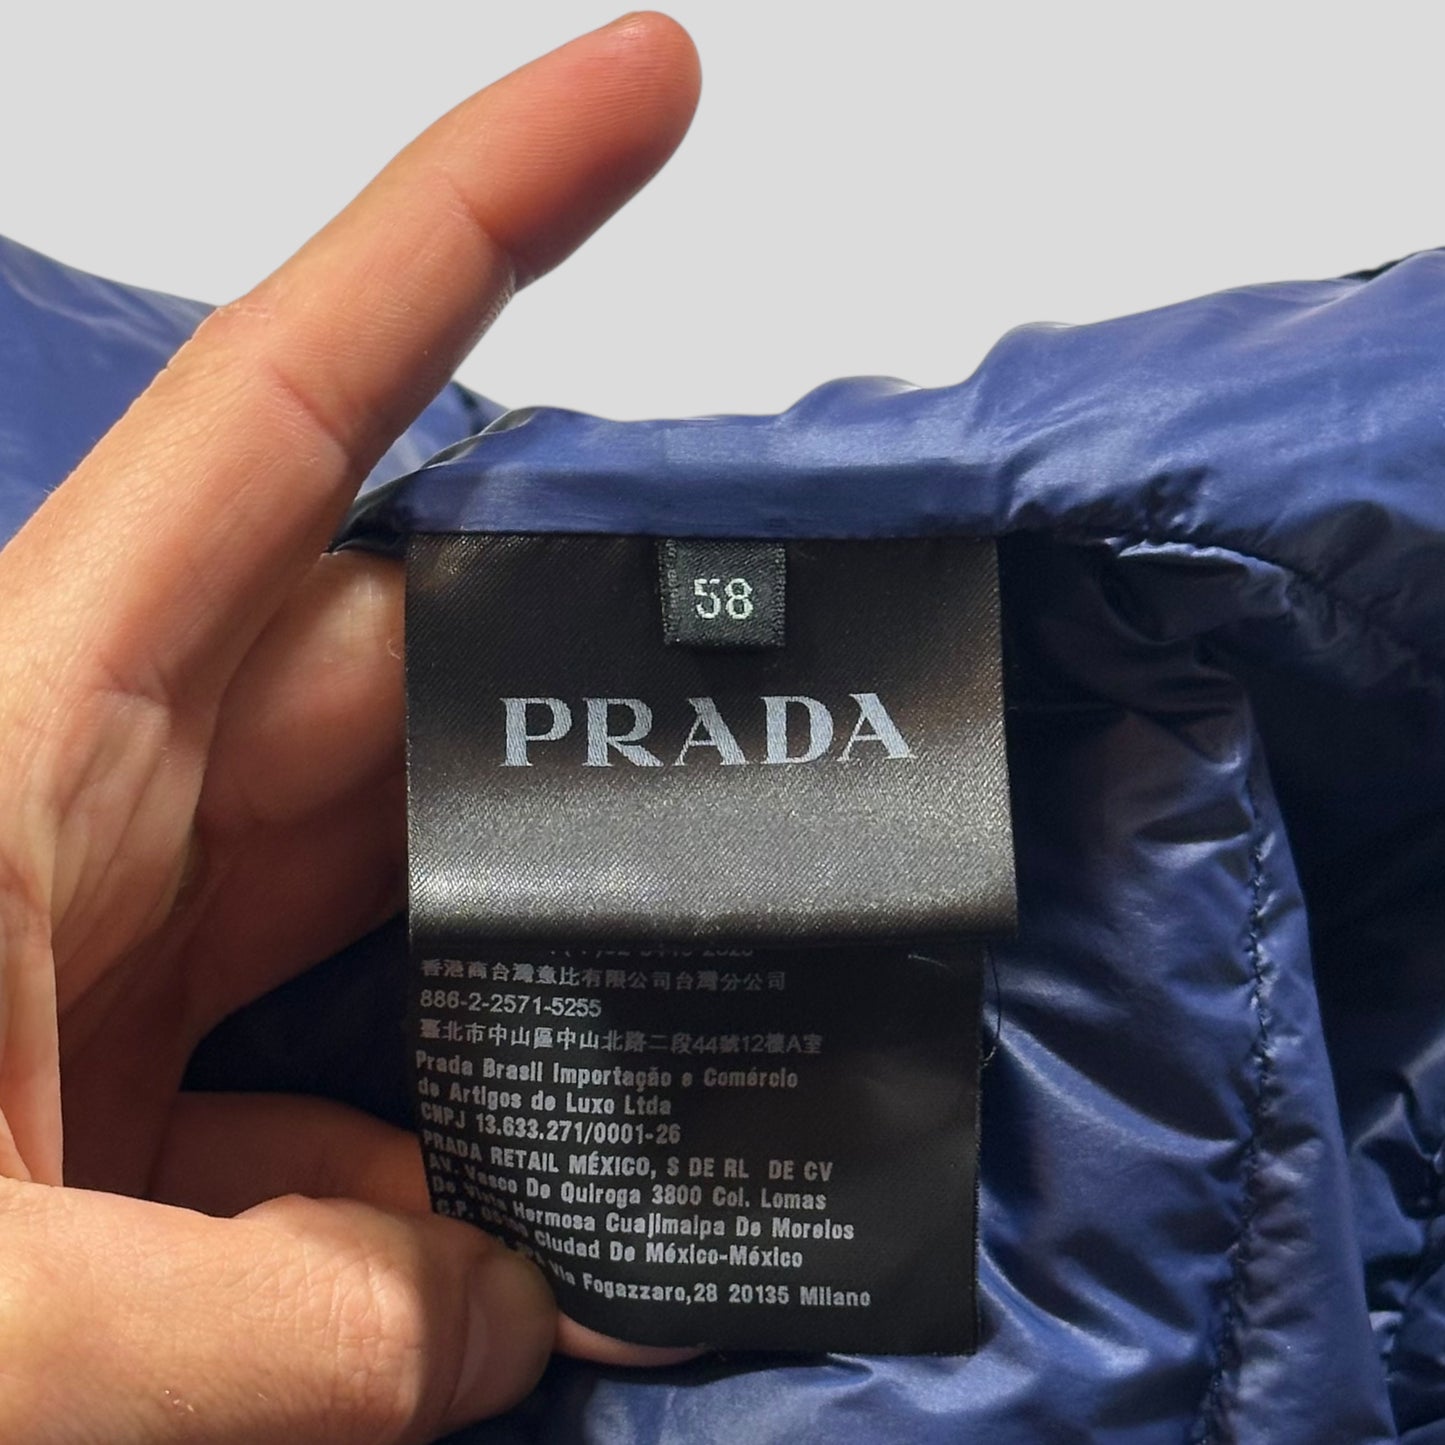 58
PRADA
香港商台灣意比有限公司台灣分公司
886-2-2571-5255
臺北市中山區中山北路二段44號12樓A室
Prada Brasil Importação e Comércio
de Artigos de Luxo Ltda
CNPJ 13.633.271/0001-26
PRADA RETAIL MÉXICO, S DE RL DE CV
AV. Vasco De Quiroga 3800 Col. Lomas
De Vista Hermosa Cuajimalpa De Morelos
C.P. Ciudad De México-México
Via Fogazzaro,28 20135 Milano